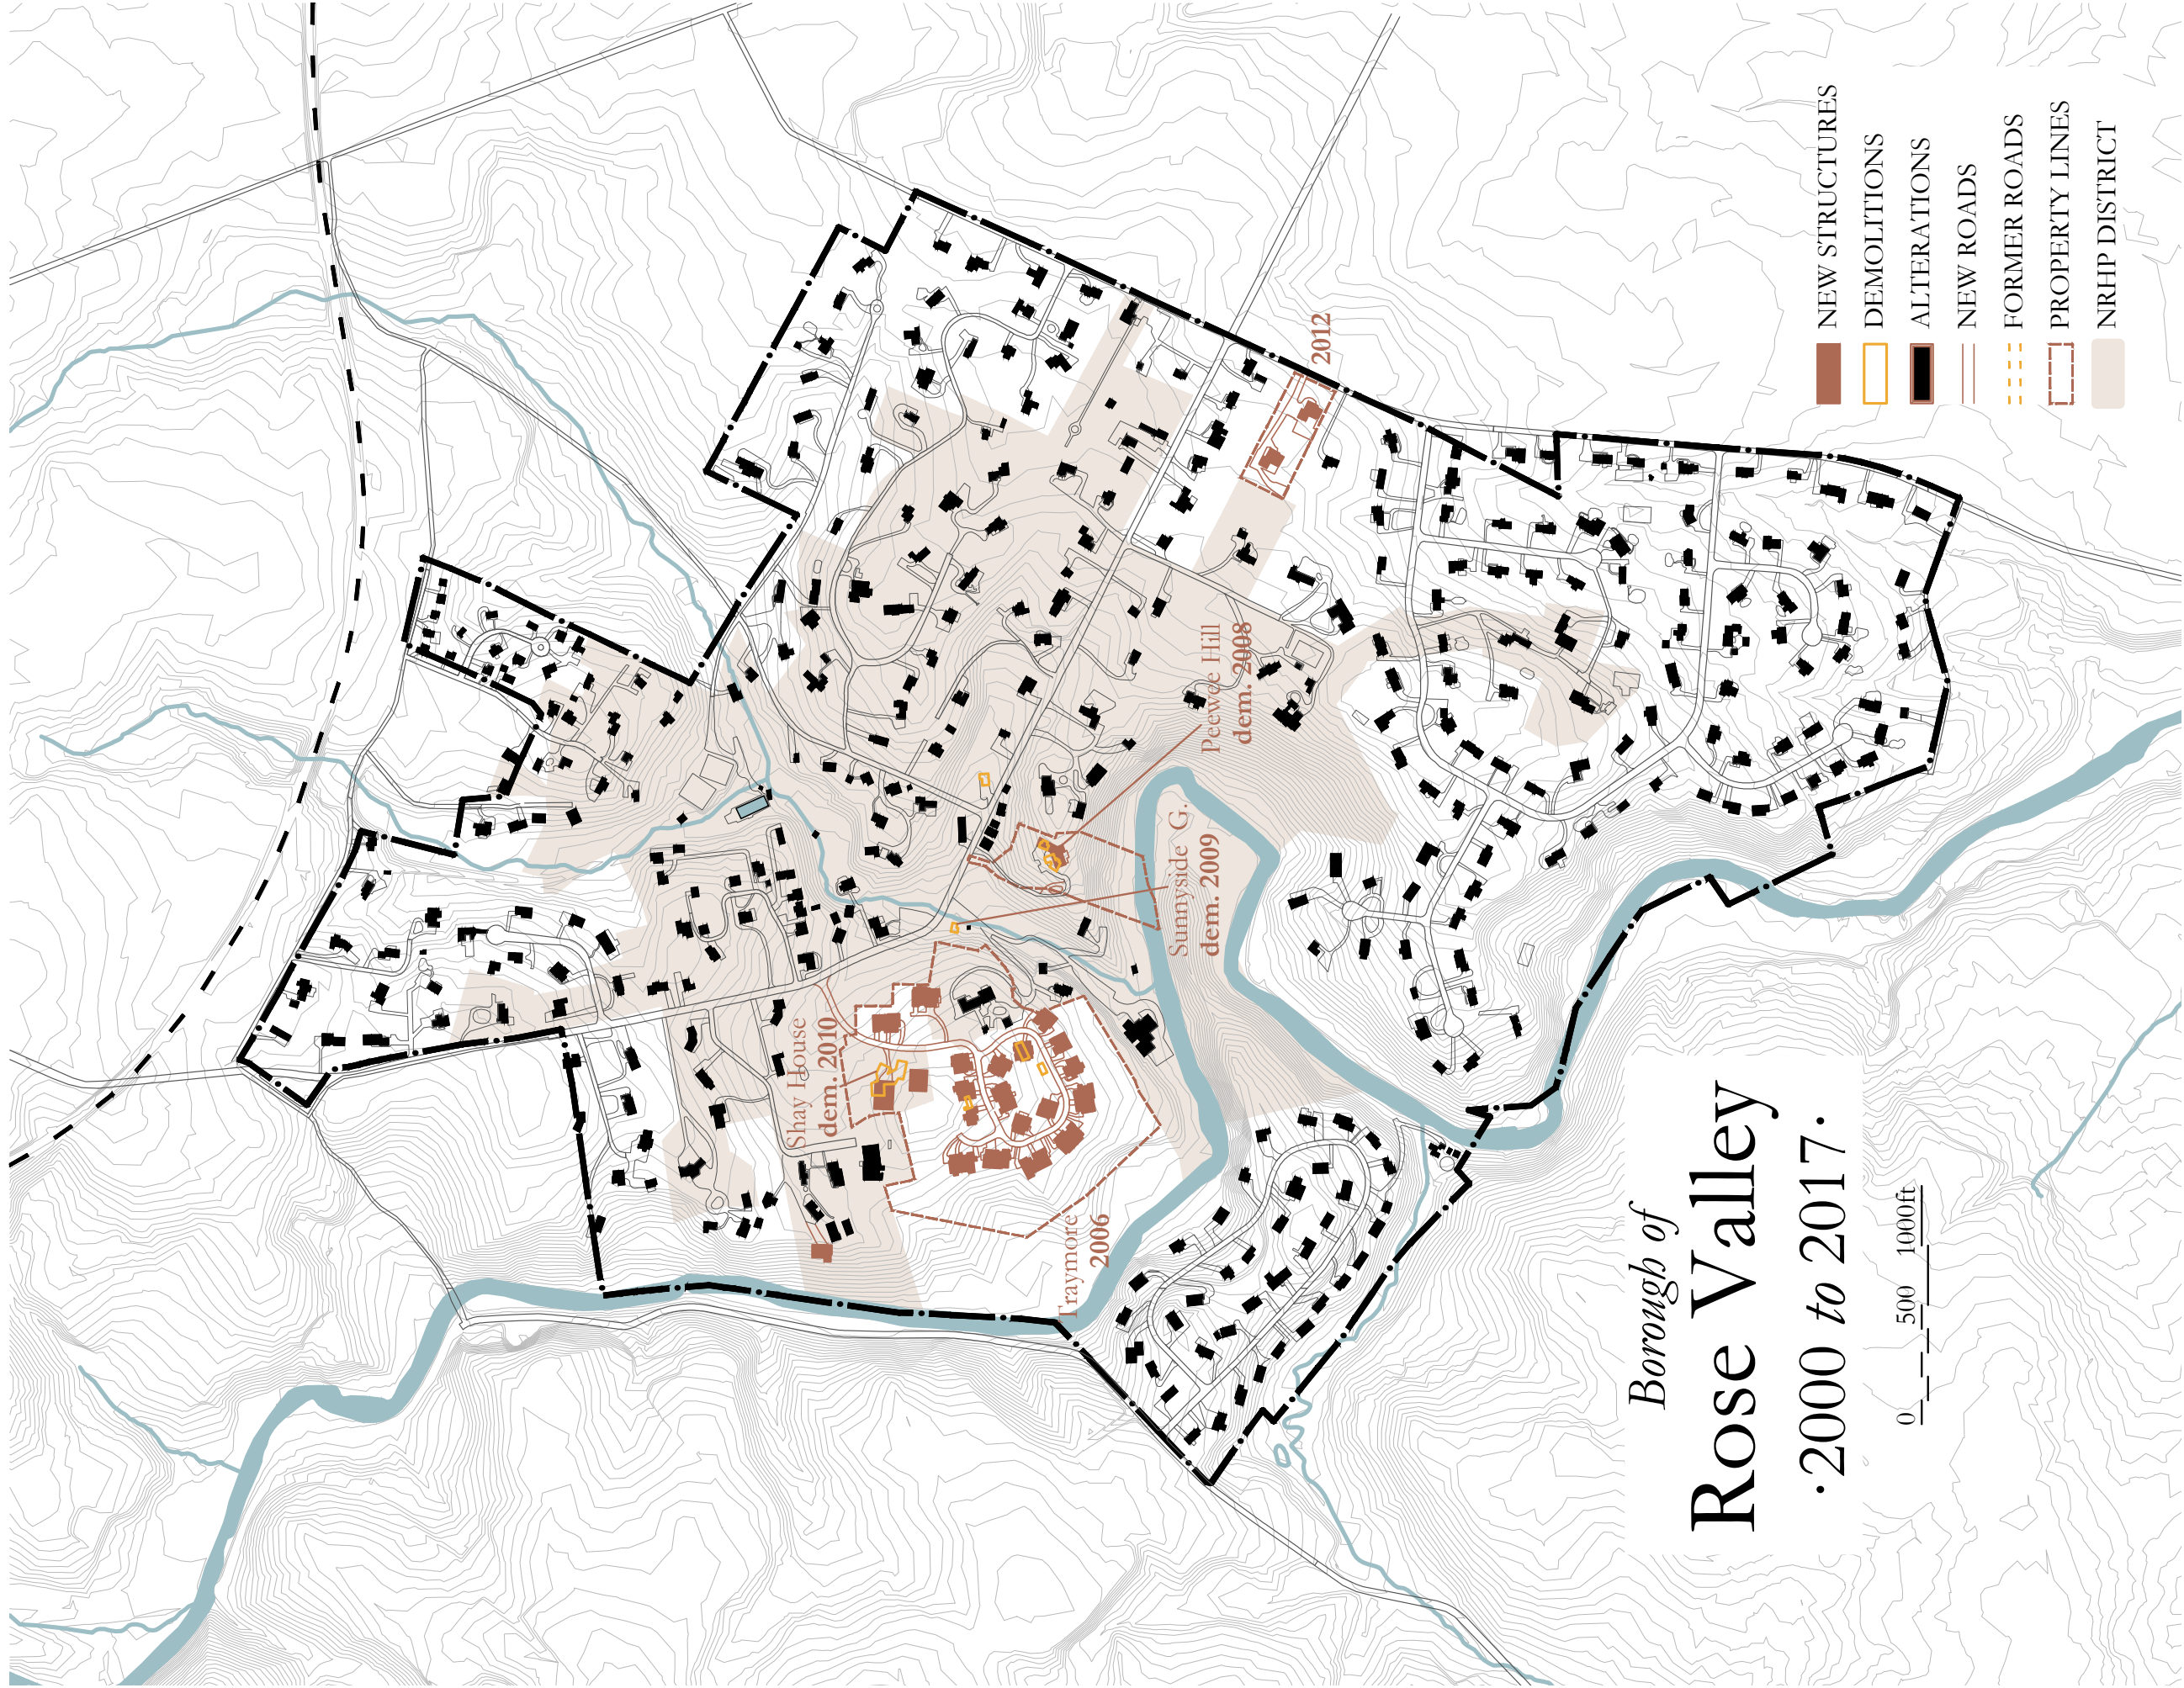 Borough of
Rose Valley
·2000 to 2017·
0 500 1000ft
NEW STRUCTURES
DEMOLITIONS
ALTERATIONS
NEW ROADS
FORMER ROADS
PROPERTY LINES
NRHP DISTRICT
Traymore
2006
Shay House
dem. 2010
Sunnyside G.
dem. 2009
Peewee Hill
dem. 2008
2012